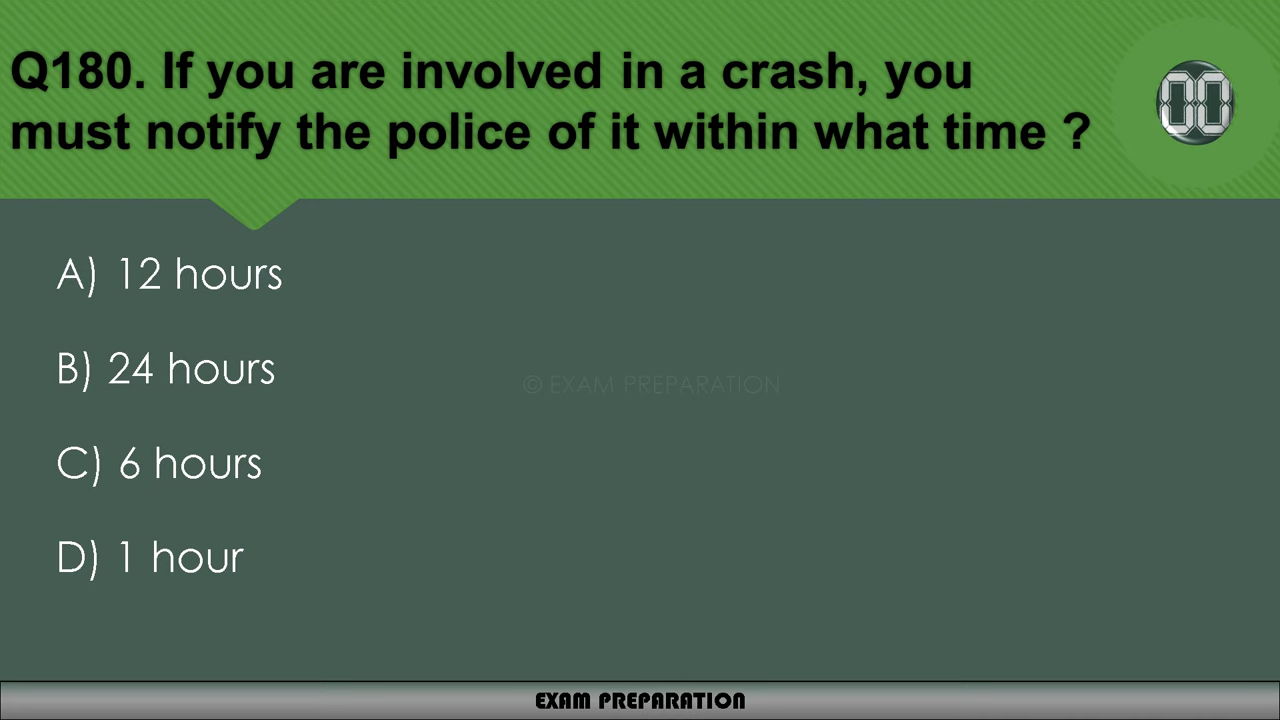 Q180. If you are involved in a crash, you
must notify the police of it within what time ?
00
A) 12 hours
B) 24 hours
© EXAM PREPARATION
C) 6 hours
D) 1 hour
EXAM PREPARATION